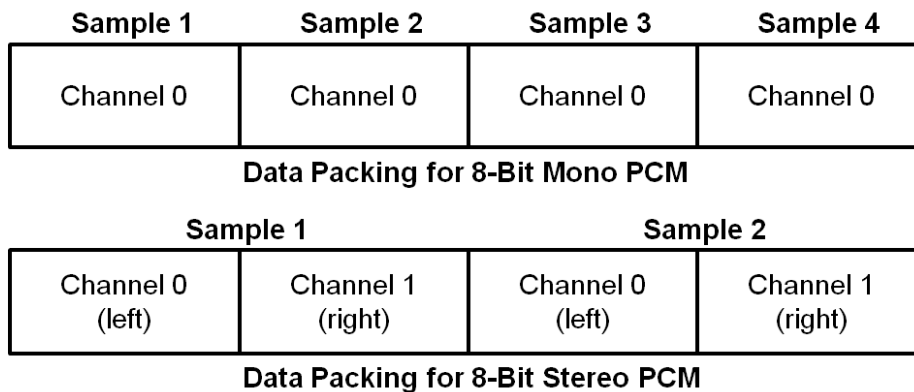 Sample 1 Sample 2 Sample 3 Sample 4
Channel 0 Channel 0 Channel 0 Channel 0
Data Packing for 8-Bit Mono PCM
Sample 1 Sample 2
Channel 0 (left) Channel 1 (right) Channel 0 (left) Channel 1 (right)
Data Packing for 8-Bit Stereo PCM